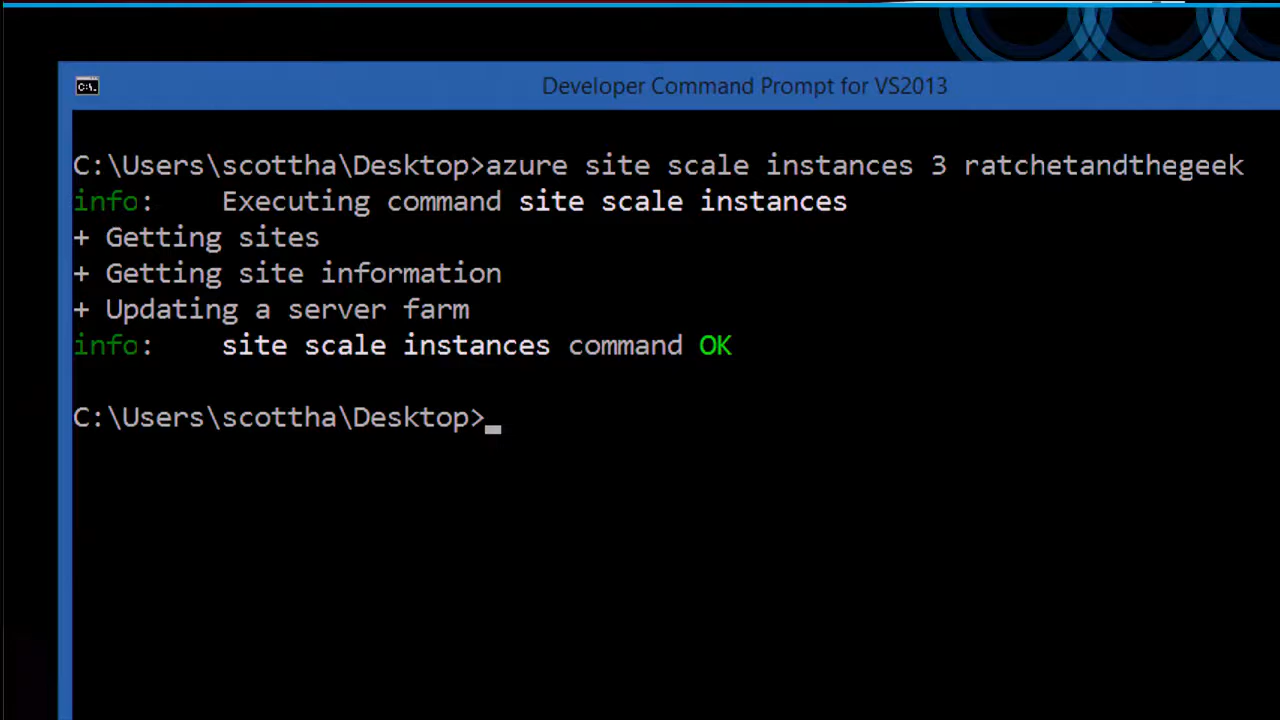 C:\.
Developer Command Prompt for VS2013
C:\Users\scottha\Desktop>azure site scale instances 3 ratchetandthegeek
info:    Executing command site scale instances
+ Getting sites
+ Getting site information
+ Updating a server farm
info:    site scale instances command OK
C:\Users\scottha\Desktop>_